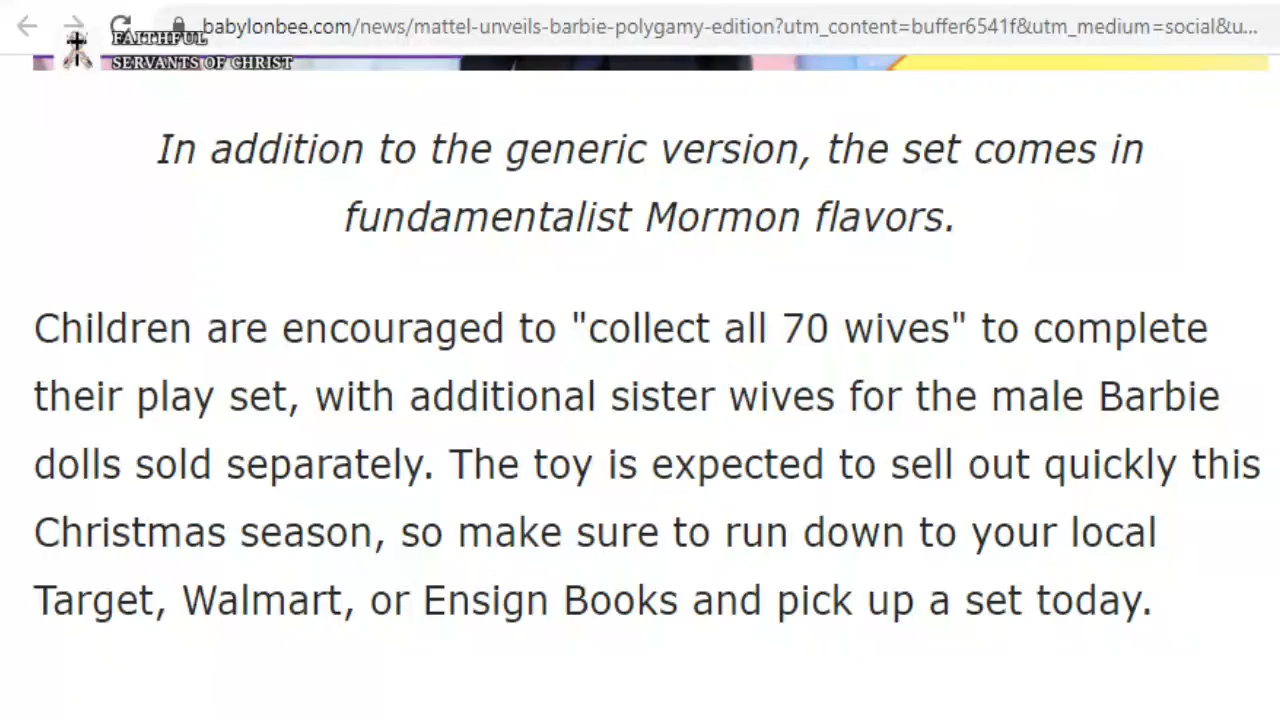 babylonbee.com/news/mattel-unveils-barbie-polygamy-edition?utm_content=buffer6541f&utm_medium=social&u...
FAITHFUL
SERVANTS OF CHRIST
In addition to the generic version, the set comes in
fundamentalist Mormon flavors.
Children are encouraged to "collect all 70 wives" to complete
their play set, with additional sister wives for the male Barbie
dolls sold separately. The toy is expected to sell out quickly this
Christmas season, so make sure to run down to your local
Target, Walmart, or Ensign Books and pick up a set today.